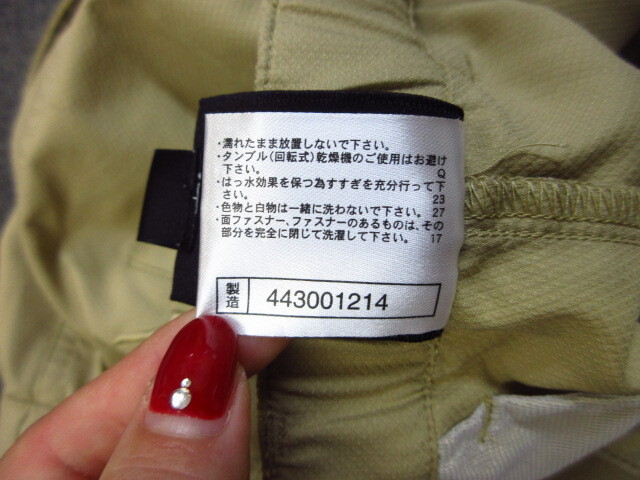 ・濡れたまま放置しないで下さい。
・タンブル(回転式)乾燥機のご使用はお避け
下さい。 Q
・はっ水効果を保つ為すすぎを充分行って下
さい。 23
・色物と白物は一緒に洗わないで下さい。27
・面ファスナー、ファスナーのあるものは、その
部分を完全に閉じて洗濯して下さい。 17
製造 443001214